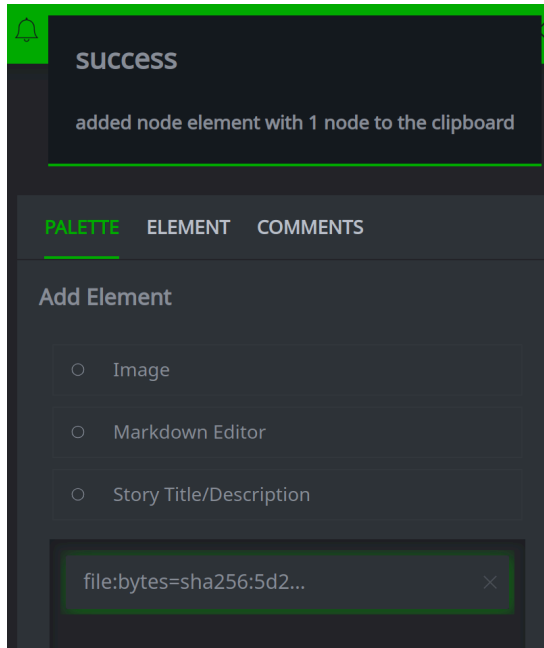 success
added node element with 1 node to the clipboard
PALETTE ELEMENT COMMENTS
Add Element
Image
Markdown Editor
Story Title/Description
file:bytes=sha256:5d2...